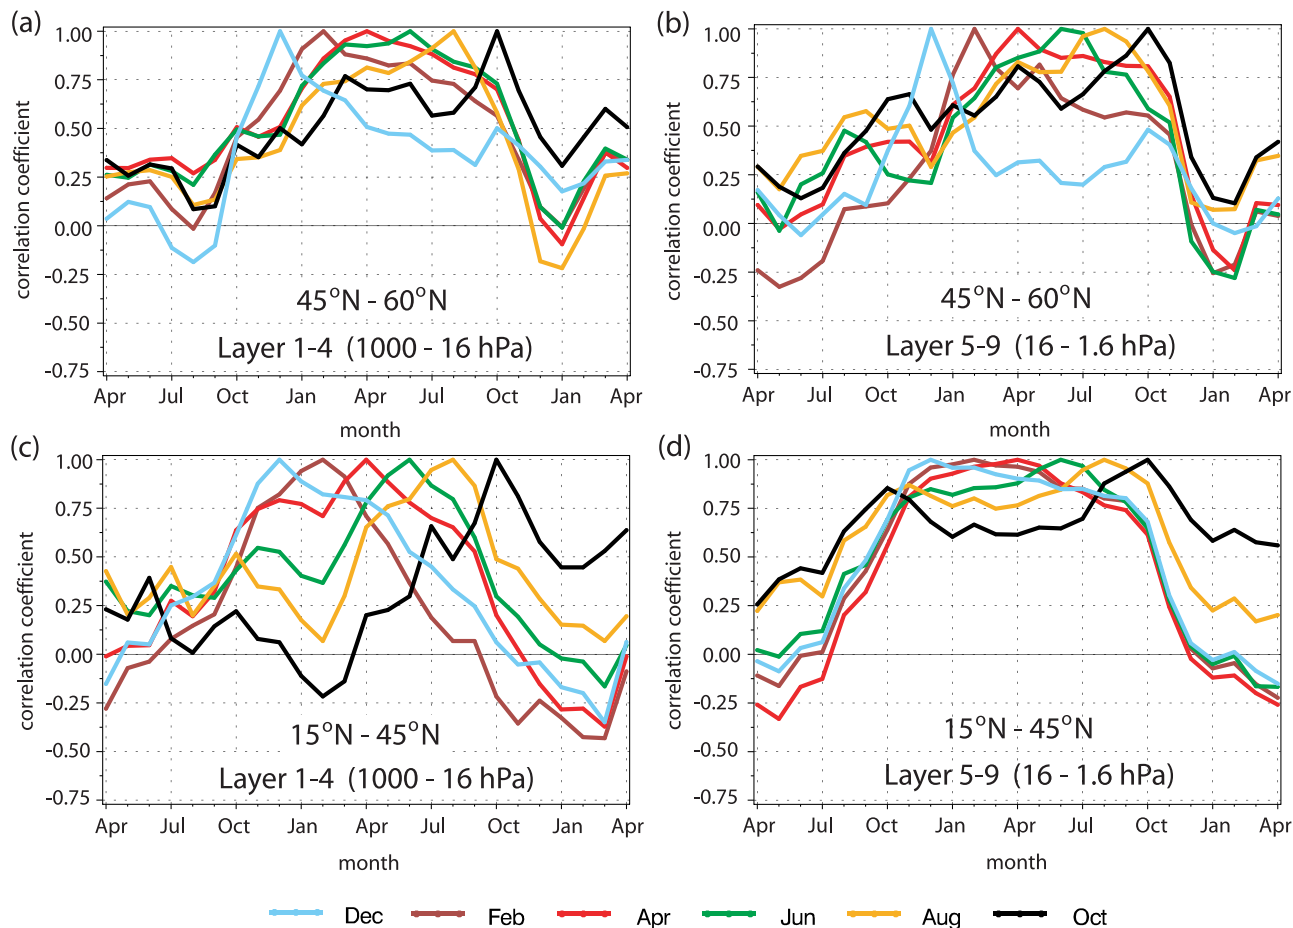 (a)
1.00
0.75
0.50
0.25
0.00
-0.25
-0.50
-0.75
correlation coefficient
45°N - 60°N
Layer 1-4 (1000 - 16 hPa)
Apr Jul Oct Jan Apr Jul Oct Jan Apr
month
(b)
1.00
0.75
0.50
0.25
0.00
-0.25
-0.50
-0.75
correlation coefficient
45°N - 60°N
Layer 5-9 (16 - 1.6 hPa)
Apr Jul Oct Jan Apr Jul Oct Jan Apr
month
(c)
1.00
0.75
0.50
0.25
0.00
-0.25
-0.50
-0.75
correlation coefficient
15°N - 45°N
Layer 1-4 (1000 - 16 hPa)
Apr Jul Oct Jan Apr Jul Oct Jan Apr
month
(d)
1.00
0.75
0.50
0.25
0.00
-0.25
-0.50
-0.75
correlation coefficient
15°N - 45°N
Layer 5-9 (16 - 1.6 hPa)
Apr Jul Oct Jan Apr Jul Oct Jan Apr
month
Dec Feb Apr Jun Aug Oct